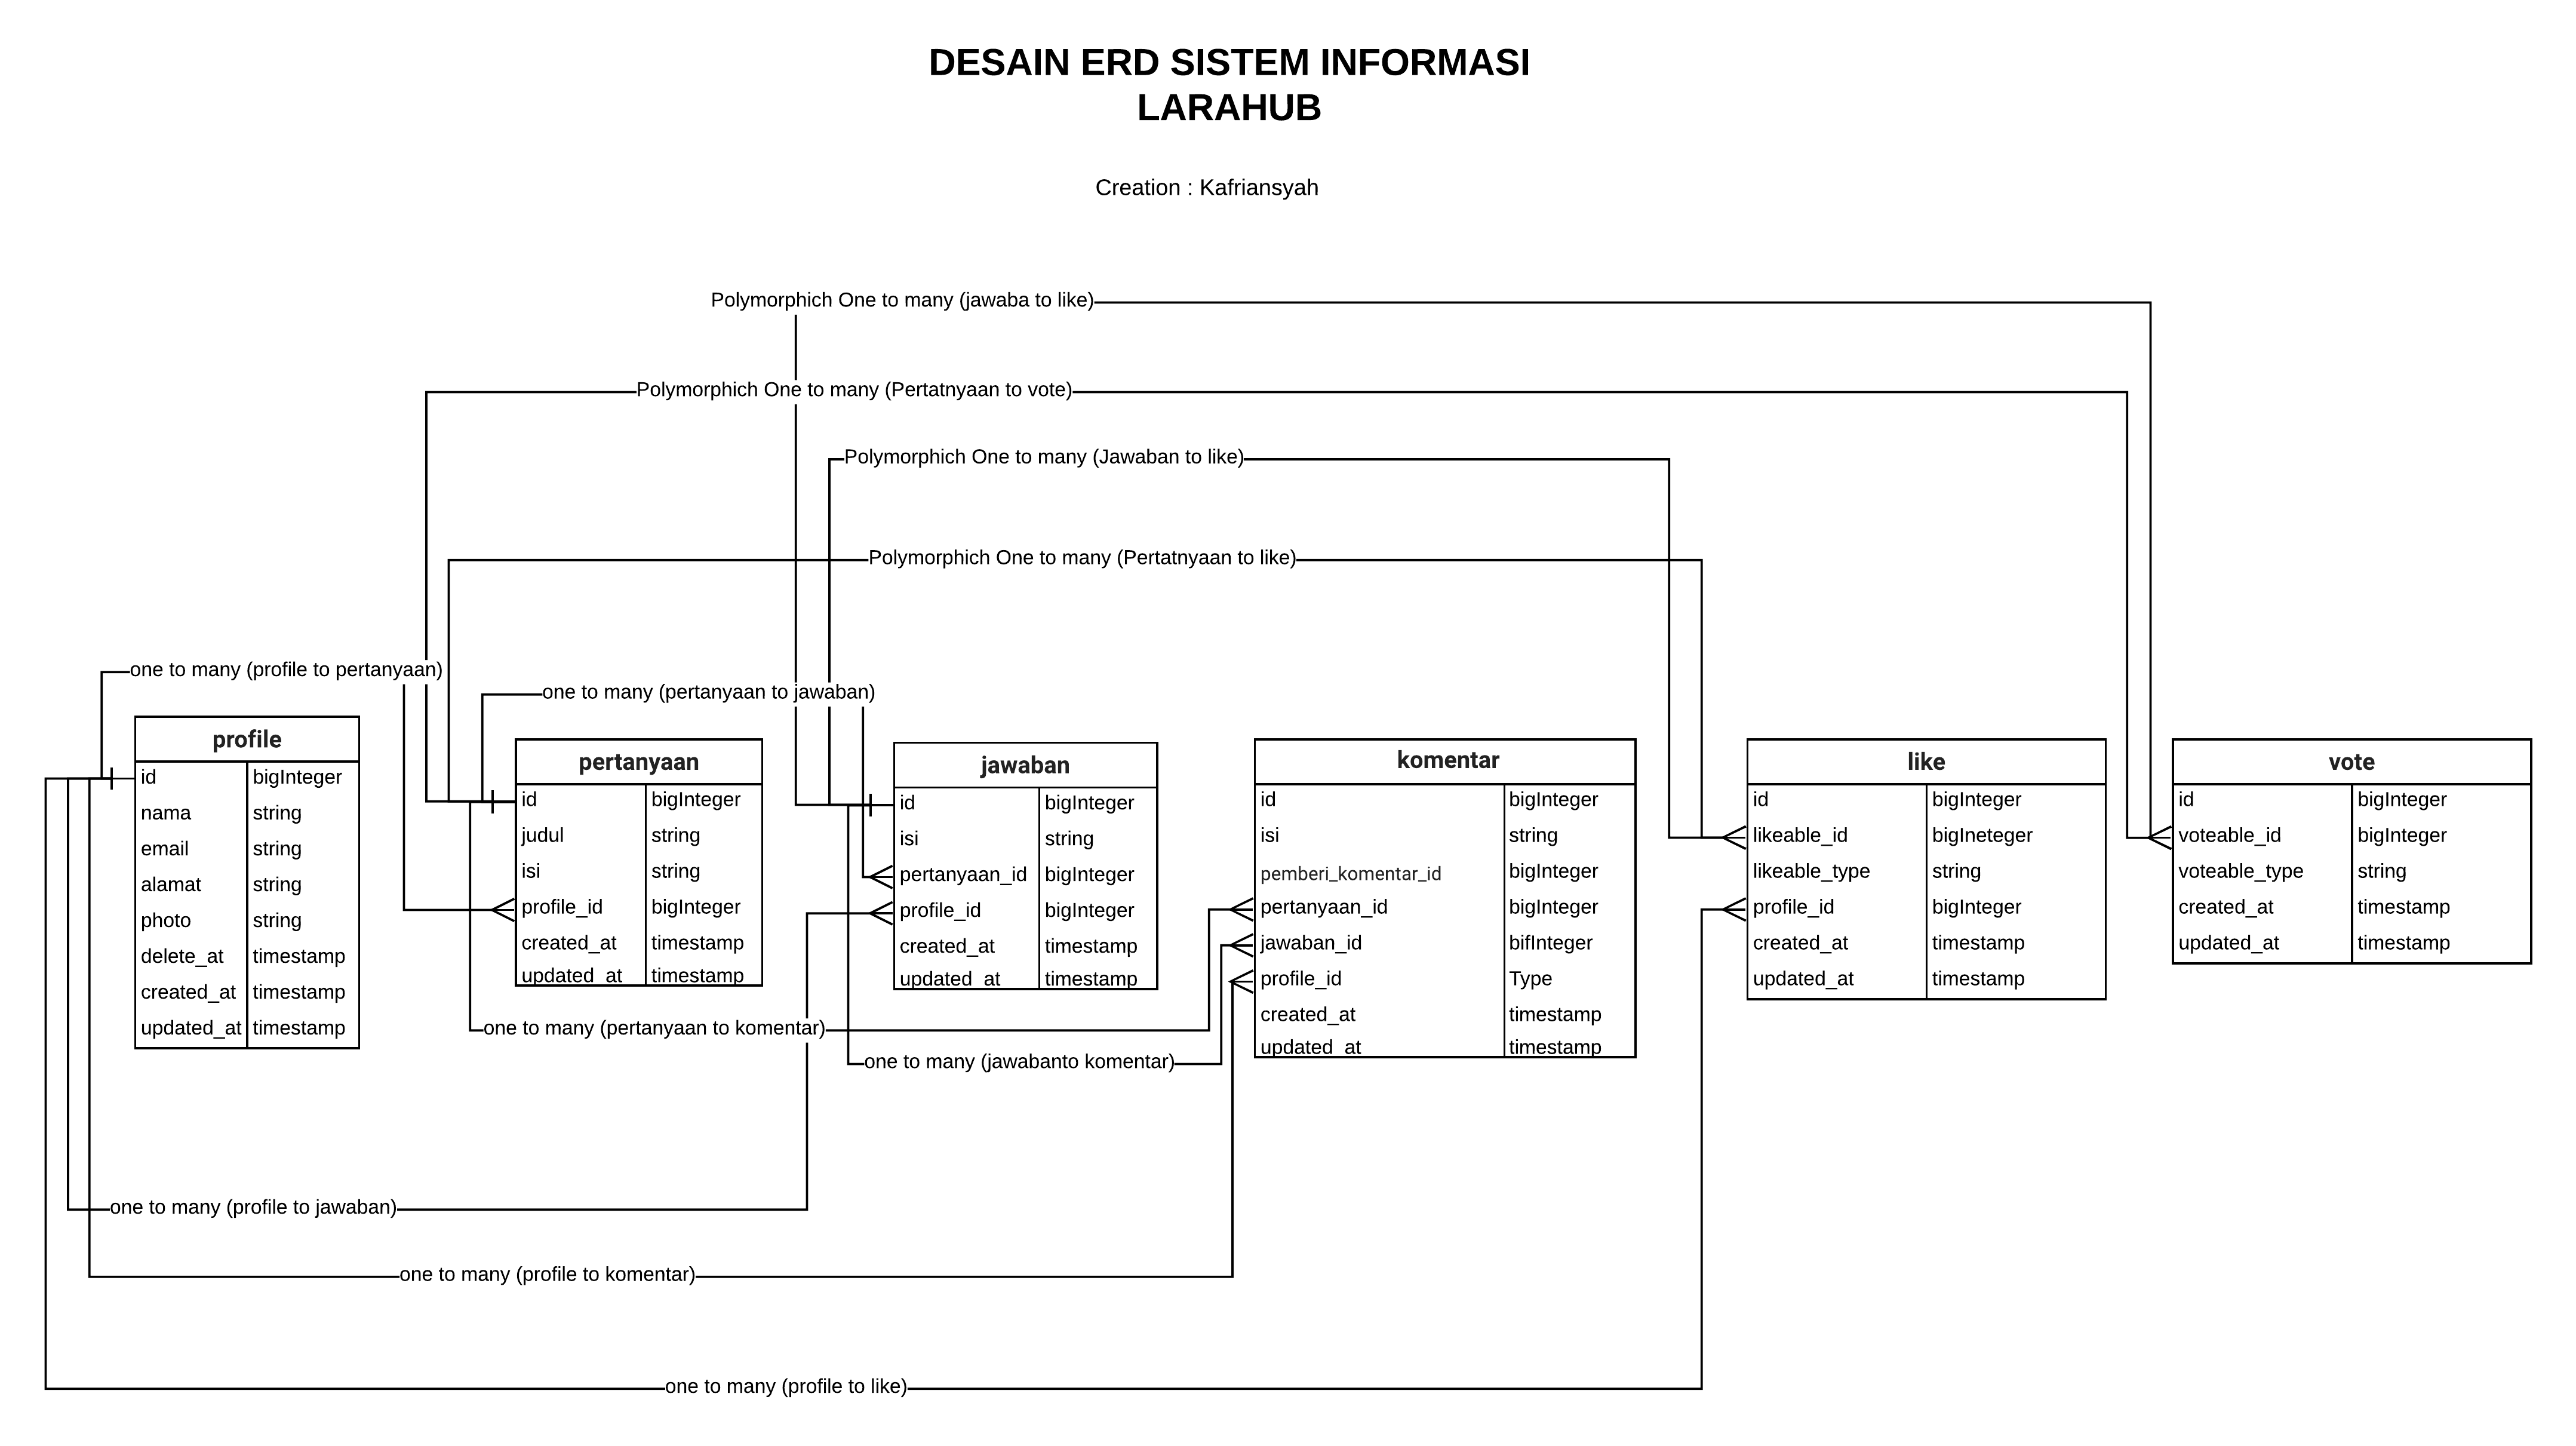 DESAIN ERD SISTEM INFORMASI
LARAHUB
Creation : Kafriansyah
Polymorphich One to many (jawaba to like)
Polymorphich One to many (Pertatnyaan to vote)
Polymorphich One to many (Jawaban to like)
Polymorphich One to many (Pertatnyaan to like)
one to many (profile to pertanyaan)
one to many (pertanyaan to jawaban)
profile
id bigInteger
nama string
email string
alamat string
photo string
delete_at timestamp
created_at timestamp
updated_at timestamp
pertanyaan
id bigInteger
judul string
isi string
profile_id bigInteger
created_at timestamp
updated_at timestamp
jawaban
id bigInteger
isi string
pertanyaan_id bigInteger
profile_id bigInteger
created_at timestamp
updated_at timestamp
komentar
id bigInteger
isi string
pemberi_komentar_id bigInteger
pertanyaan_id bigInteger
jawaban_id bifInteger
profile_id Type
created_at timestamp
updated_at timestamp
like
id bigInteger
likeable_id bigIneteger
likeable_type string
profile_id bigInteger
created_at timestamp
updated_at timestamp
vote
id bigInteger
voteable_id bigInteger
voteable_type string
created_at timestamp
updated_at timestamp
one to many (pertanyaan to komentar)
one to many (jawabanto komentar)
one to many (profile to jawaban)
one to many (profile to komentar)
one to many (profile to like)